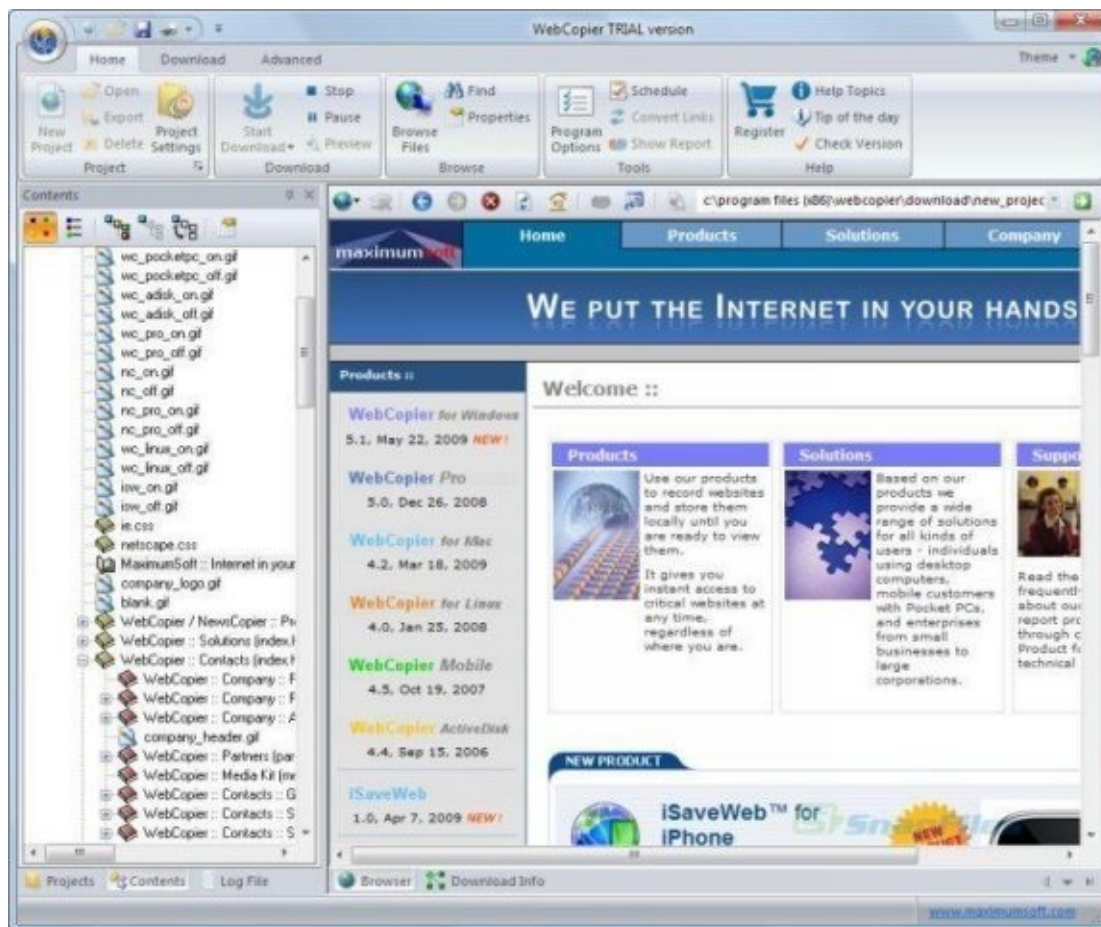 WebCopier TRIAL version
Home Download Advanced Theme
New Project
Open
Export
Delete
Project Settings
Project
Start Download
Stop
Pause
Preview
Download
Browse Files
Find
Properties
Browse
Program Options
Schedule
Convert Links
Show Report
Tools
Register
Help Topics
Tip of the day
Check Version
Help
Contents
wc_pocketpc_on.gif
wc_pocketpc_off.gif
wc_adisk_on.gif
wc_adisk_off.gif
wc_pro_on.gif
wc_pro_off.gif
nc_on.gif
nc_off.gif
nc_pro_on.gif
nc_pro_off.gif
wc_linux_on.gif
wc_linux_off.gif
isw_on.gif
isw_off.gif
ie.css
netscape.css
MaximumSoft :: Internet in your
company_logo.gif
blank.gif
WebCopier / NewsCopier :: Pr
WebCopier :: Solutions (index.h
WebCopier :: Contacts (index.h
WebCopier :: Company :: F
WebCopier :: Company :: F
WebCopier :: Company :: A
company_header.gif
WebCopier :: Partners (par
WebCopier :: Media Kit (me
WebCopier :: Contacts :: G
WebCopier :: Contacts :: S
WebCopier :: Contacts :: S
Projects Contents Log File
c:\program files (x86)\webcopier\download\new_projec
maximumsoft
Home Products Solutions Company
WE PUT THE INTERNET IN YOUR HANDS
Products ::
WebCopier for Windows
5.1, May 22, 2009 NEW!
WebCopier Pro
5.0, Dec 26, 2008
WebCopier for Mac
4.2, Mar 18, 2009
WebCopier for Linux
4.0, Jan 25, 2008
WebCopier Mobile
4.5, Oct 19, 2007
WebCopier ActiveDisk
4.4, Sep 15, 2006
iSaveWeb
1.0, Apr 7, 2009 NEW!
Welcome ::
Products
Use our products
to record websites
and store them
locally until you
are ready to view
them.
It gives you
instant access to
critical websites at
any time,
regardless of
where you are.
Solutions
Based on our
products we
provide a wide
range of solutions
for all kinds of
users - individuals
using desktop
computers,
mobile customers
with Pocket PCs,
and enterprises
from small
businesses to
large
corporations.
Suppo
Read the
frequently
about ou
report pro
through c
Product fo
technical
NEW PRODUCT
iSaveWeb™ for
iPhone
NEW
Browser Download Info
www.maximumsoft.com